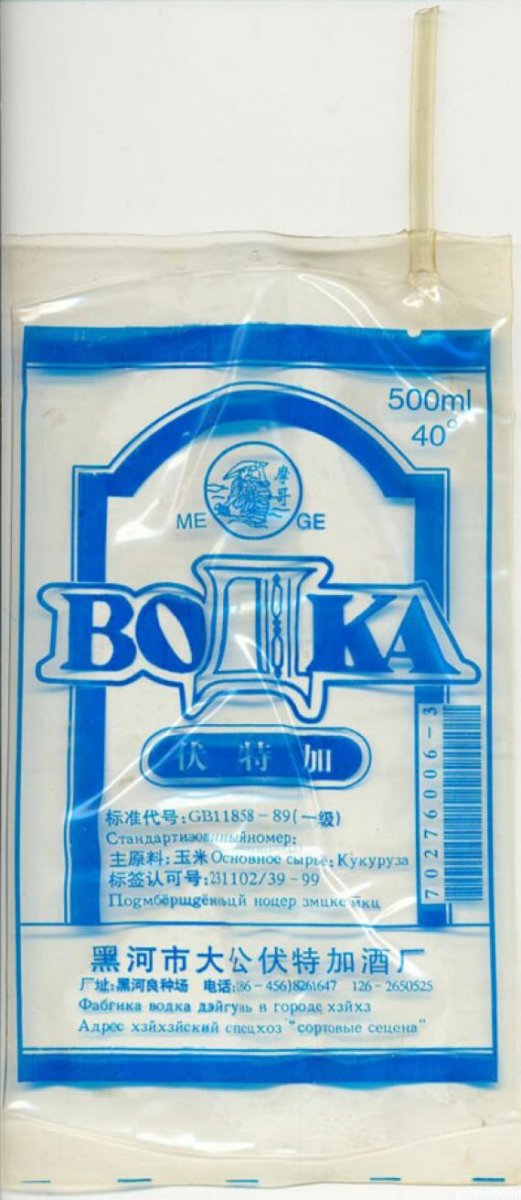 500ml
40°
摩哥
ME GE
ВОДКА
伏特加
标准代号:GB11858-89(一级)
Стандартизовнныйномер:
主原料:玉米 Основное сырьё: Кукуруза
标签认可号:231102/39-99
黑河市大公伏特加酒厂
厂址:黑河良种场 电话:(86-456)8261647 126-2650525
Фабгика водка дэйгунь в городе хэйхэ
Адрес хэйхэйский спецхоз "сортовые сецена"
70276006-3